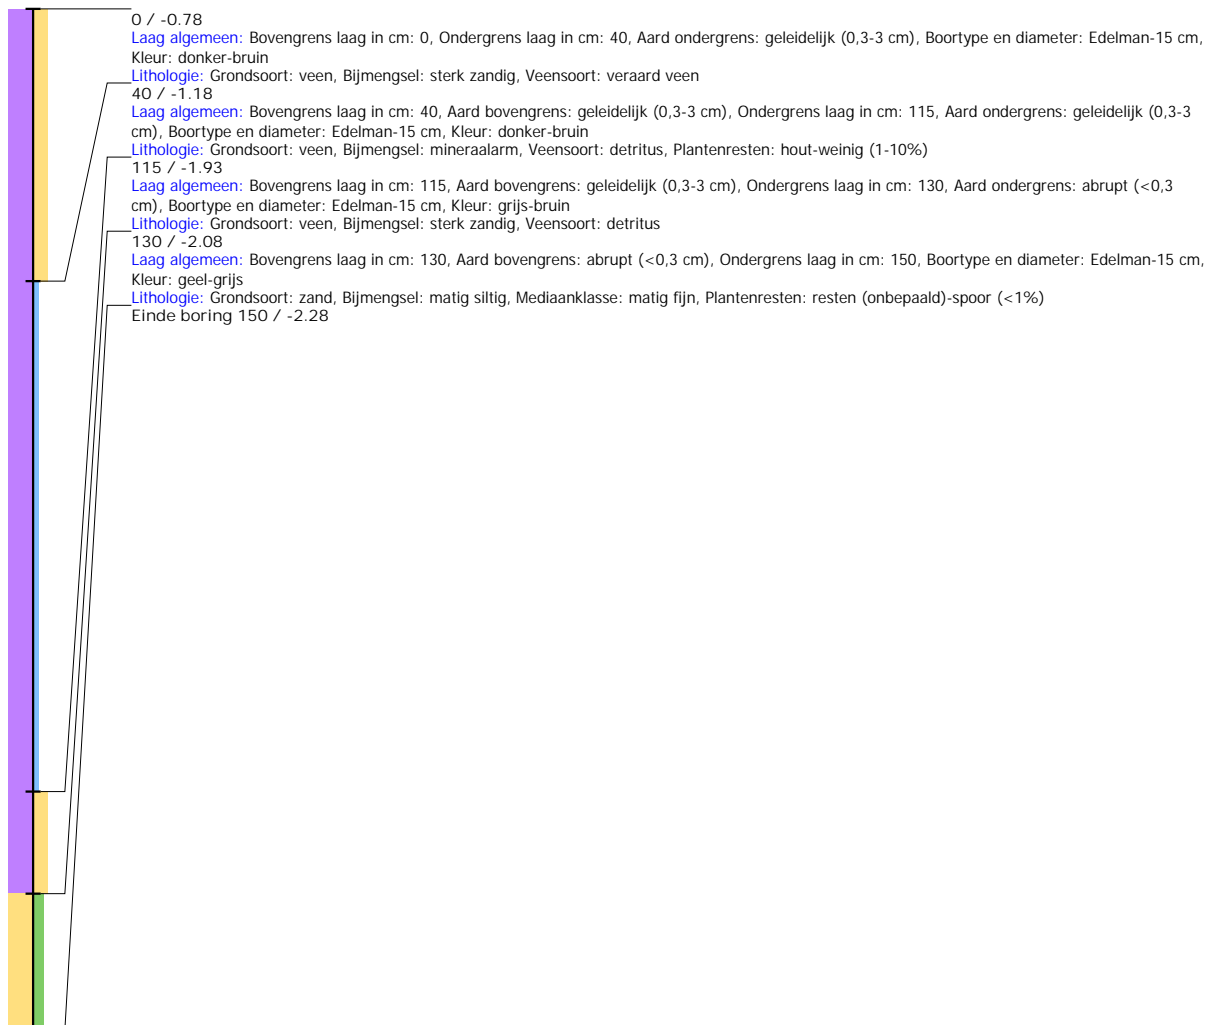 0 / -0.78
Laag algemeen: Bovengrens laag in cm: 0, Ondergrens laag in cm: 40, Aard ondergrens: geleidelijk (0,3-3 cm), Boortype en diameter: Edelman-15 cm,
Kleur: donker-bruin
Lithologie: Grondsoort: veen, Bijmengsel: sterk zandig, Veensoort: veraard veen
40 / -1.18
Laag algemeen: Bovengrens laag in cm: 40, Aard bovengrens: geleidelijk (0,3-3 cm), Ondergrens laag in cm: 115, Aard ondergrens: geleidelijk (0,3-3
cm), Boortype en diameter: Edelman-15 cm, Kleur: donker-bruin
Lithologie: Grondsoort: veen, Bijmengsel: mineraalarm, Veensoort: detritus, Plantenresten: hout-weinig (1-10%)
115 / -1.93
Laag algemeen: Bovengrens laag in cm: 115, Aard bovengrens: geleidelijk (0,3-3 cm), Ondergrens laag in cm: 130, Aard ondergrens: abrupt (<0,3
cm), Boortype en diameter: Edelman-15 cm, Kleur: grijs-bruin
Lithologie: Grondsoort: veen, Bijmengsel: sterk zandig, Veensoort: detritus
130 / -2.08
Laag algemeen: Bovengrens laag in cm: 130, Aard bovengrens: abrupt (<0,3 cm), Ondergrens laag in cm: 150, Boortype en diameter: Edelman-15 cm,
Kleur: geel-grijs
Lithologie: Grondsoort: zand, Bijmengsel: matig siltig, Mediaanklasse: matig fijn, Plantenresten: resten (onbepaald)-spoor (<1%)
Einde boring 150 / -2.28